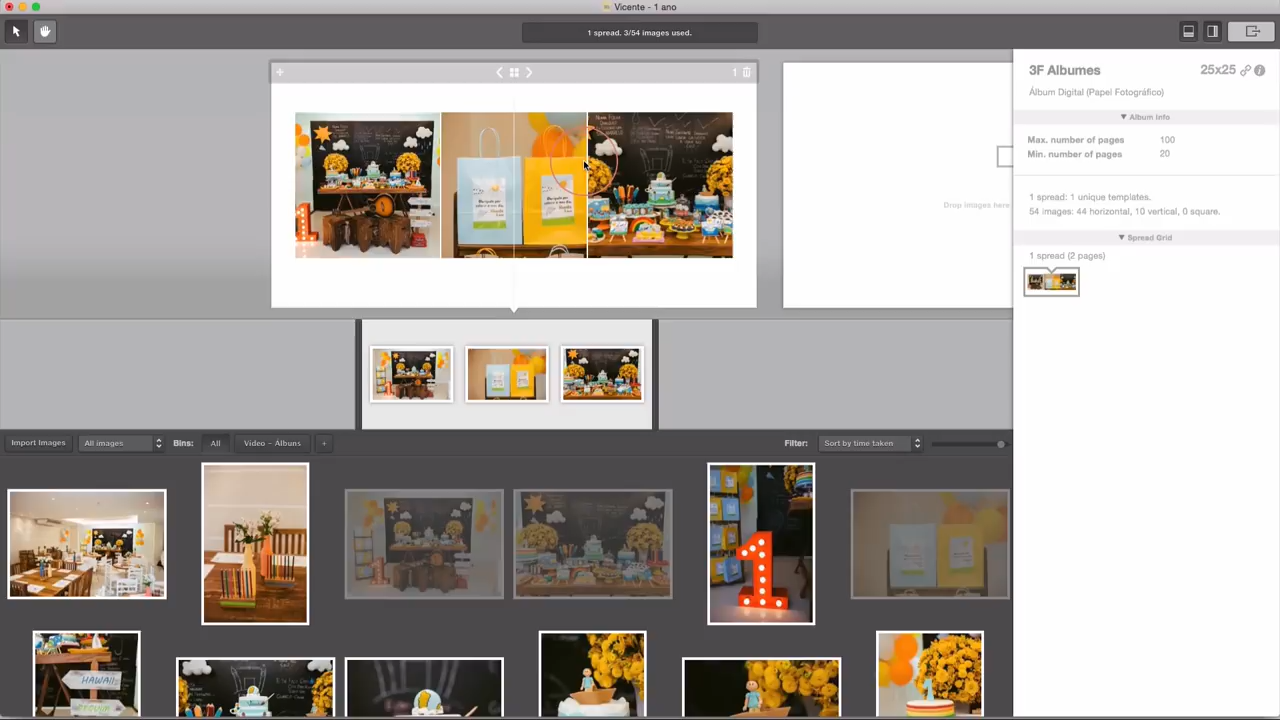 Vicente - 1 ano
1 spread. 3/54 images used.
1
3F Albumes
25x25
Álbum Digital (Papel Fotográfico)
▼ Album Info
Max. number of pages 100
Min. number of pages 20
Drop images here
1 spread: 1 unique templates.
54 images: 44 horizontal, 10 vertical, 0 square.
▼ Spread Grid
1 spread (2 pages)
Import Images
All images
Bins:
All
Video - Álbuns
+
Filter:
Sort by time taken
HAWAII